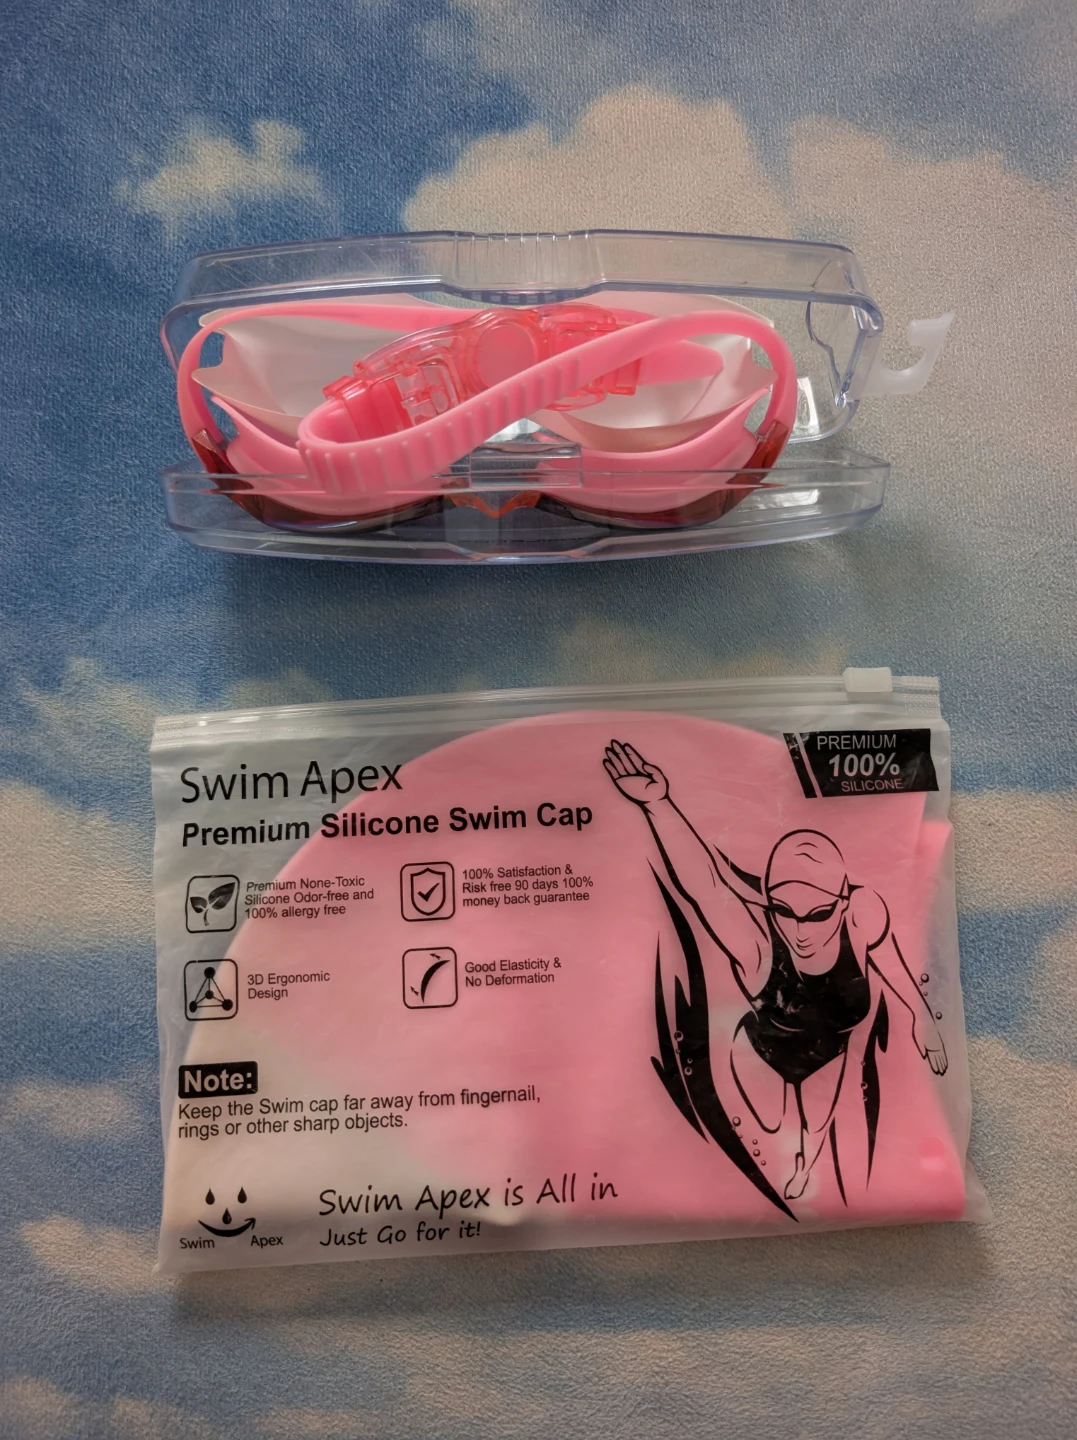 PREMIUM
100%
SILICONE
Swim Apex
Premium Silicone Swim Cap
Premium None-Toxic
Silicone Odor-free and
100% allergy free
100% Satisfaction &
Risk free 90 days 100%
money back guarantee
3D Ergonomic
Design
Good Elasticity &
No Deformation
Note:
Keep the Swim cap far away from fingernail,
rings or other sharp objects.
Swim Apex
Swim Apex is All in
Just Go for it!